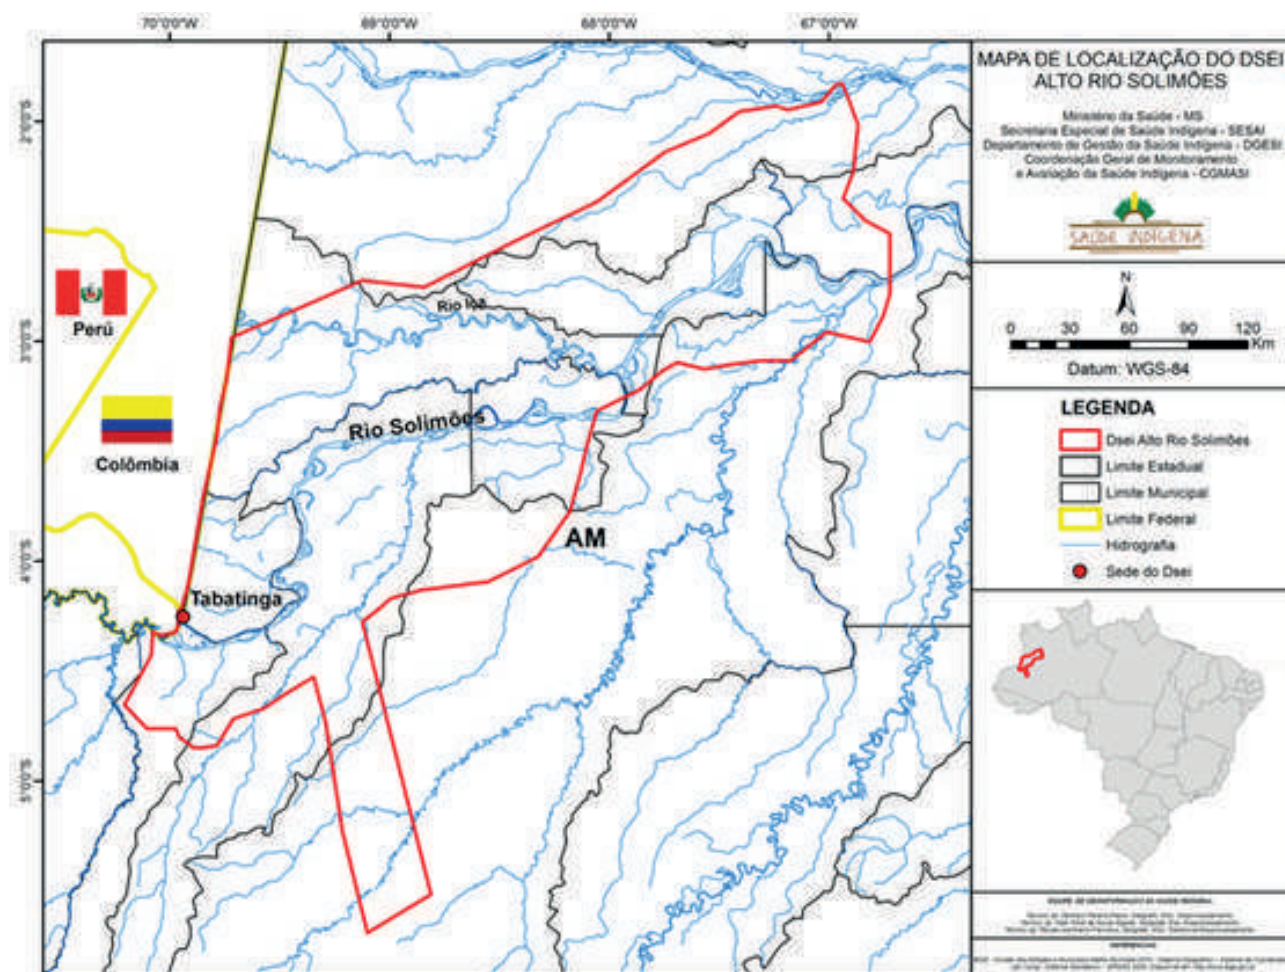 70°0'0"W
69°0'0"W
68°0'0"W
67°0'0"W
2°0'0"S
3°0'0"S
4°0'0"S
5°0'0"S
Perú
Colômbia
Rio Iça
Rio Solimões
AM
Tabatinga
MAPA DE LOCALIZAÇÃO DO DSEI
ALTO RIO SOLIMÕES
Ministério da Saúde - MS
Secretaria Especial de Saúde Indígena - SESAI
Departamento de Gestão da Saúde Indígena - DGESI
Coordenação Geral de Monitoramento
e Avaliação da Saúde Indígena - CGMASI
SAÚDE INDÍGENA
N
0 30 60 90 120
Km
Datum: WGS-84
LEGENDA
Dsei Alto Rio Solimões
Limite Estadual
Limite Municipal
Limite Federal
Hidrografia
Sede do Dsei